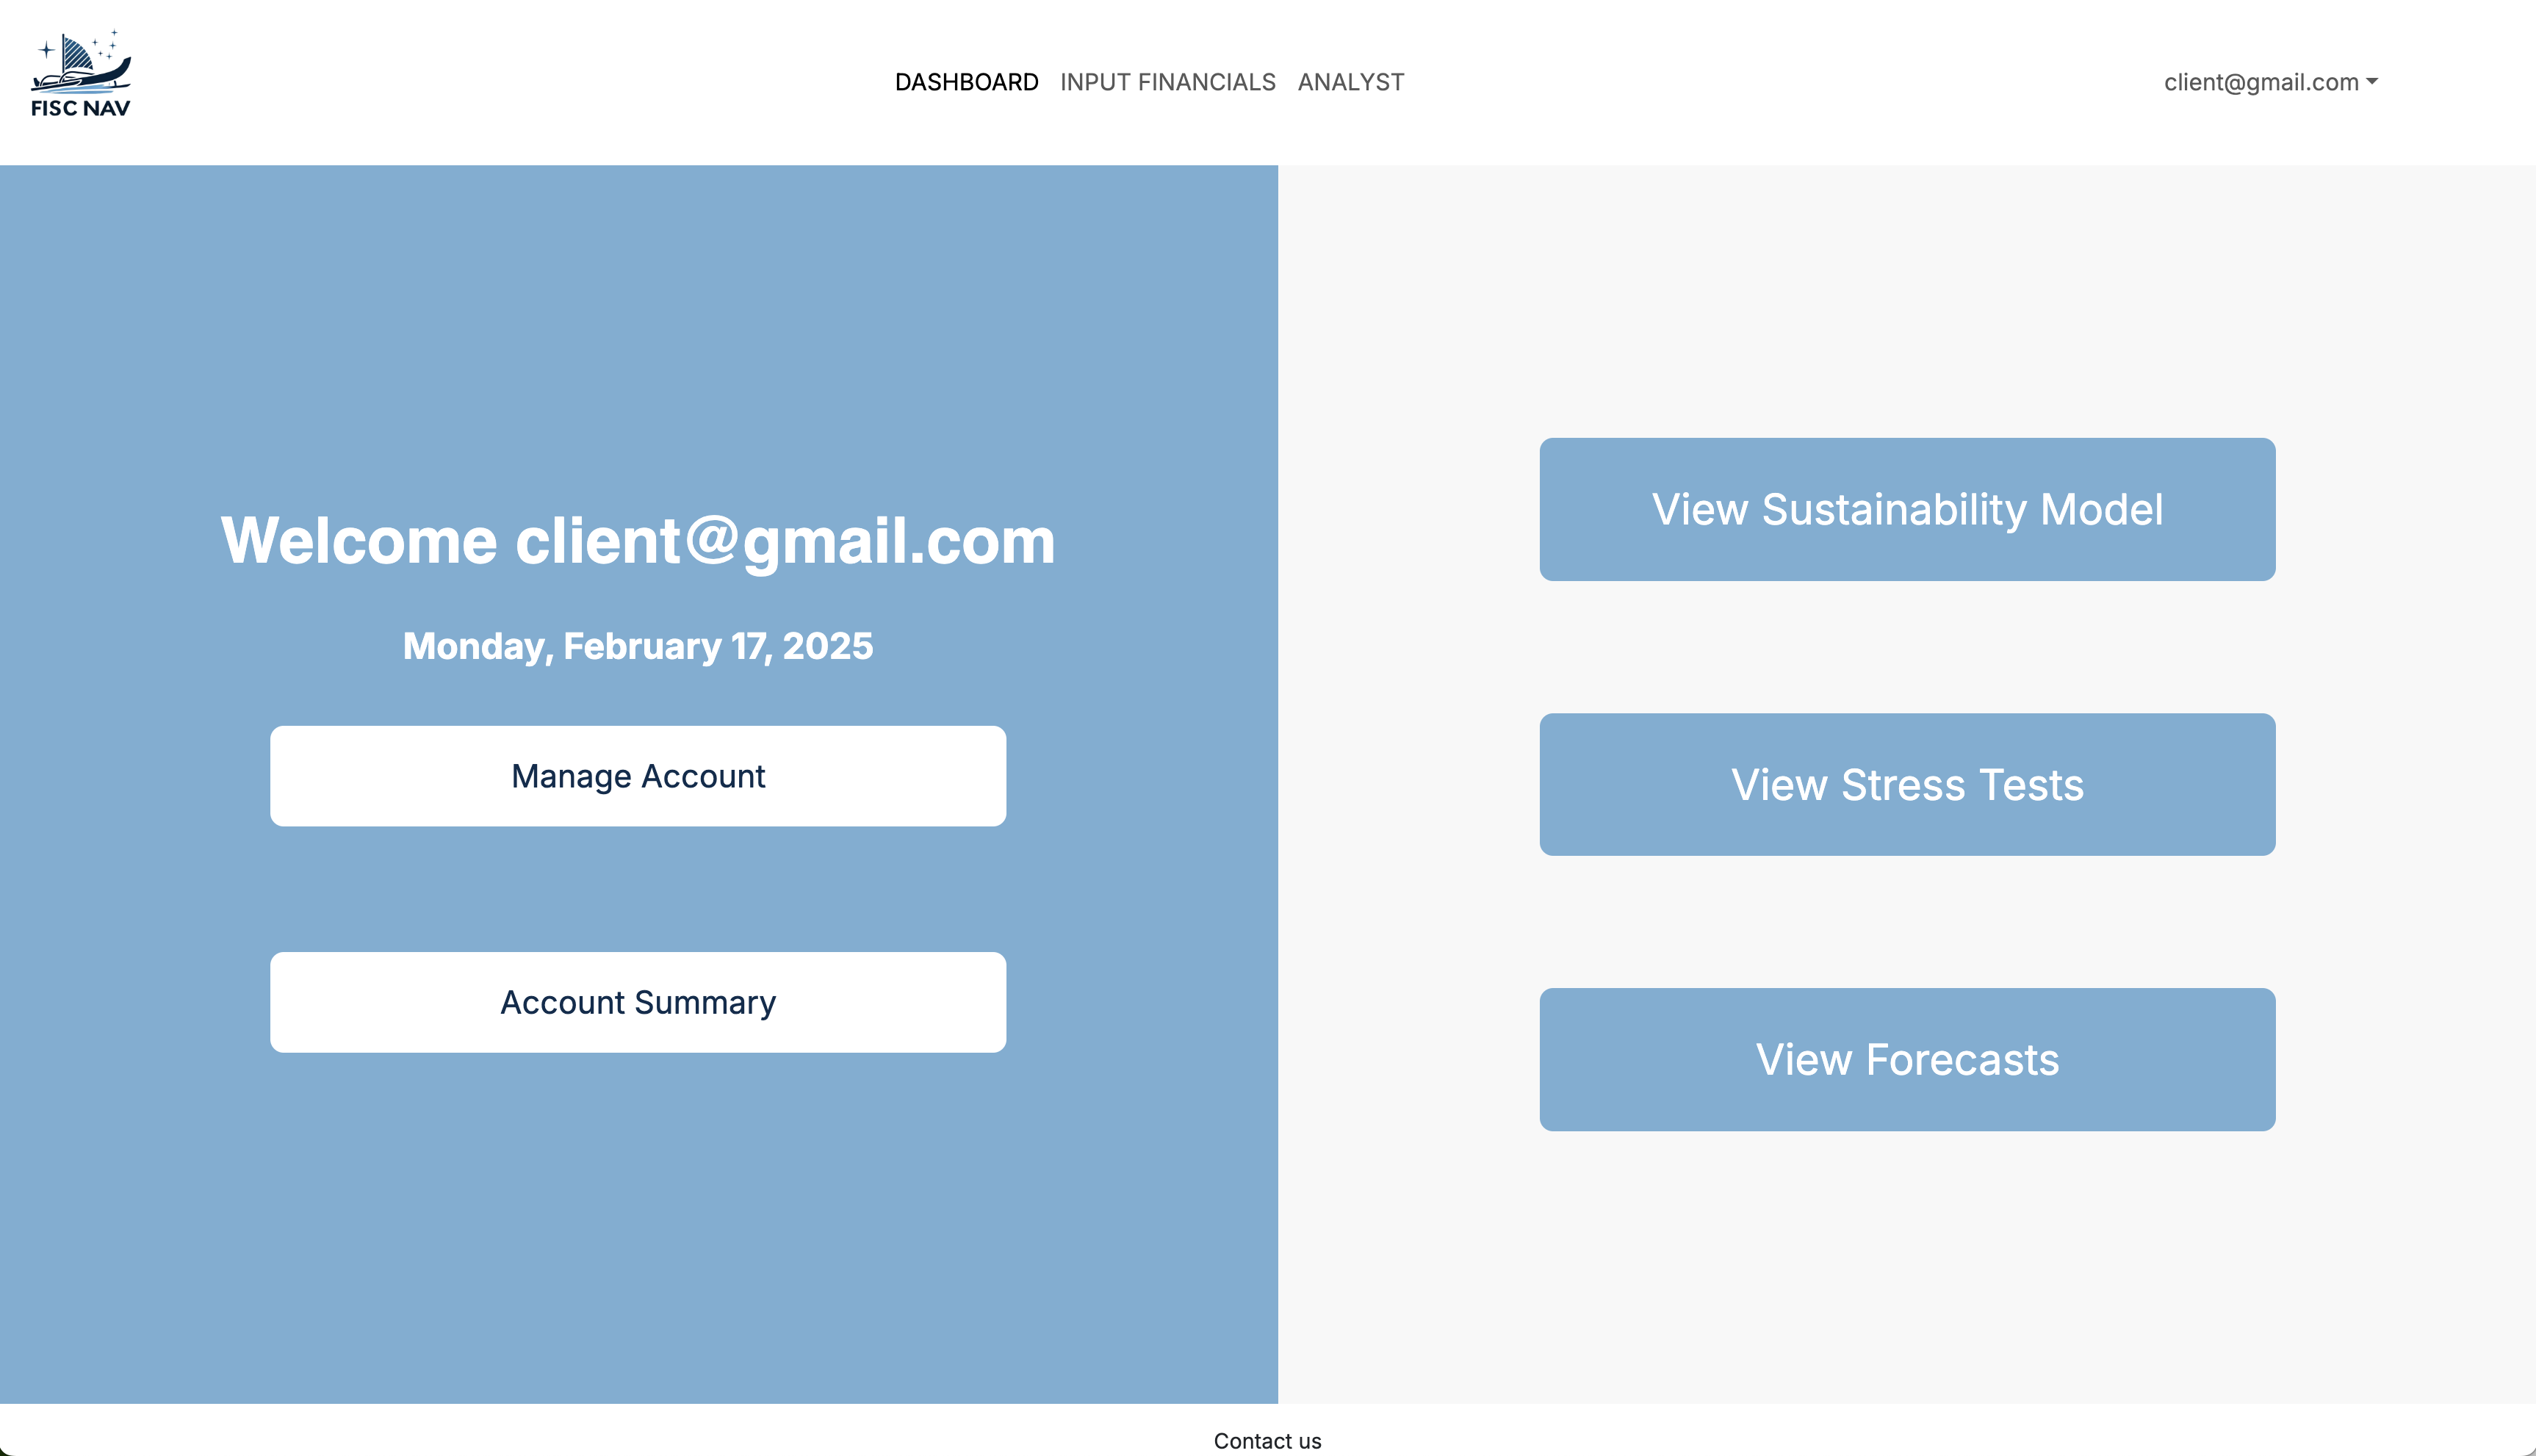 FISC NAV
DASHBOARD INPUT FINANCIALS ANALYST
client@gmail.com
Welcome client@gmail.com
Monday, February 17, 2025
Manage Account
Account Summary
View Sustainability Model
View Stress Tests
View Forecasts
Contact us